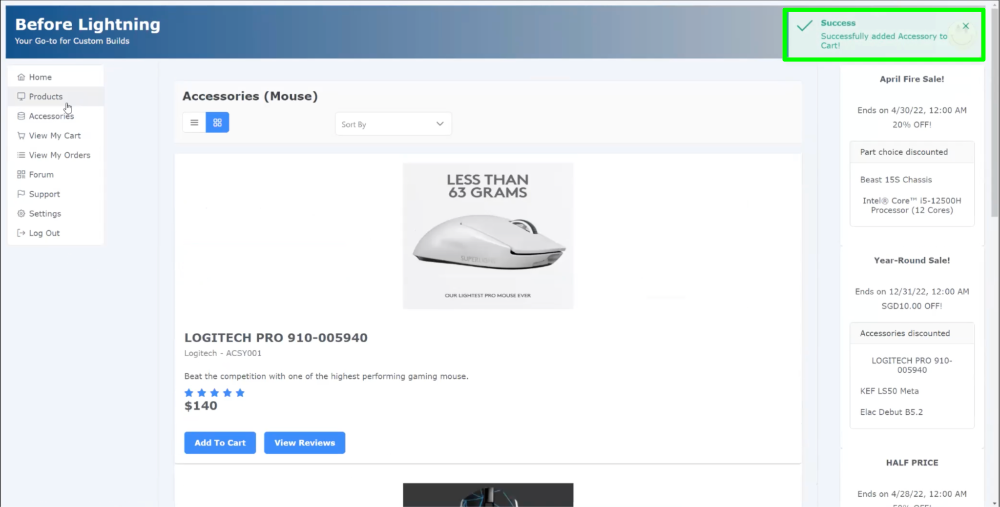 Before Lightning
Your Go-to for Custom Builds
Success
Successfully added Accessory to
Cart!
Home
Products
Accessories
View My Cart
View My Orders
Forum
Support
Settings
Log Out
Accessories (Mouse)
Sort By
LESS THAN
63 GRAMS
SUPERLIGHT
OUR LIGHTEST PRO MOUSE EVER
LOGITECH PRO 910-005940
Logitech - ACSY001
Beat the competition with one of the highest performing gaming mouse.
$140
Add To Cart
View Reviews
April Fire Sale!
Ends on 4/30/22, 12:00 AM
20% OFF!
Part choice discounted
Beast 15S Chassis
Intel® Core™ i5-12500H
Processor (12 Cores)
Year-Round Sale!
Ends on 12/31/22, 12:00 AM
SGD10.00 OFF!
Accessories discounted
LOGITECH PRO 910-
005940
KEF LS50 Meta
Elac Debut B5.2
HALF PRICE
Ends on 4/28/22, 12:00 AM